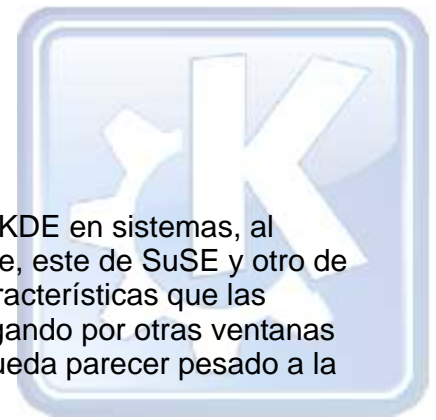 KDE en sistemas, al
e, este de SuSE y otro de
racterísticas que las
gando por otras ventanas
ueda parecer pesado a la